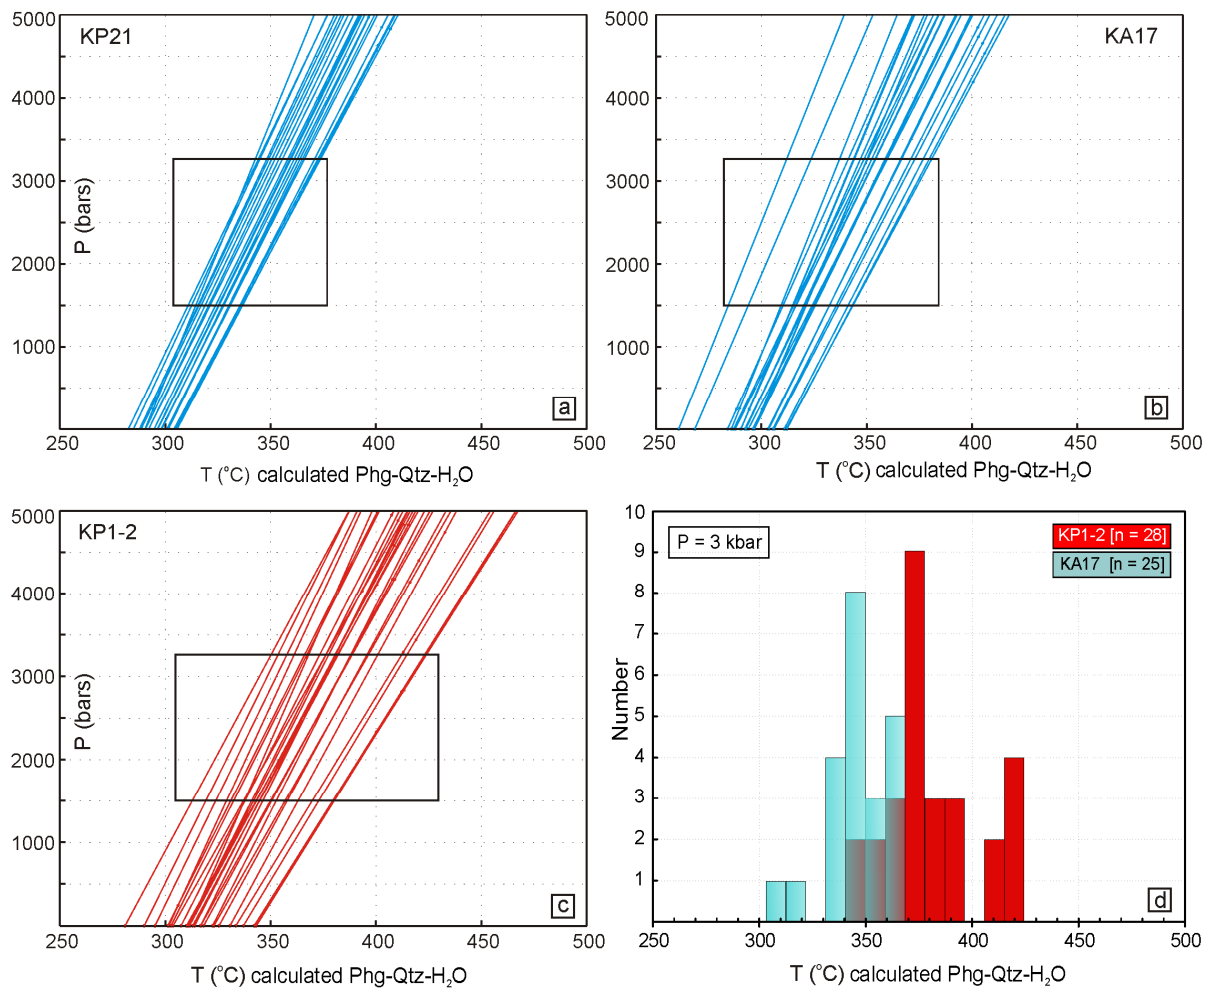 KP21
5000
4000
3000
2000
1000
P (bars)
a
250 300 350 400 450 500
T (°C) calculated Phg-Qtz-H₂O
KA17
5000
4000
3000
2000
1000
b
250 300 350 400 450 500
T (°C) calculated Phg-Qtz-H₂O
KP1-2
5000
4000
3000
2000
1000
P (bars)
c
250 300 350 400 450 500
T (°C) calculated Phg-Qtz-H₂O
P = 3 kbar
KP1-2 [n = 28]
KA17 [n = 25]
10
9
8
7
6
5
4
3
2
1
Number
d
250 300 350 400 450 500
T (°C) calculated Phg-Qtz-H₂O